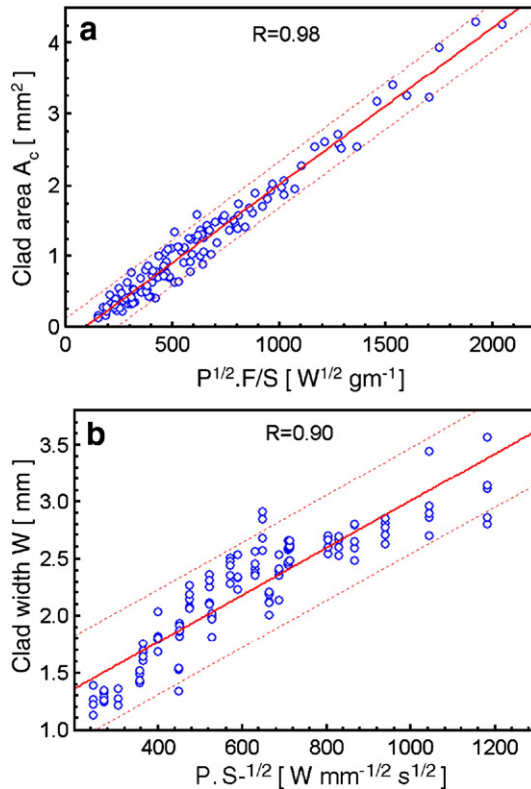 a
R=0.98
Clad area A_c [ mm² ]
4
3
2
1
0
0 500 1000 1500 2000
P^1/2.F/S [ W^1/2 gm⁻¹ ]
b
R=0.90
Clad width W [ mm ]
3.5
3.0
2.5
2.0
1.5
1.0
400 600 800 1000 1200
P.S-^1/2 [ W mm^-1/2 s^1/2 ]